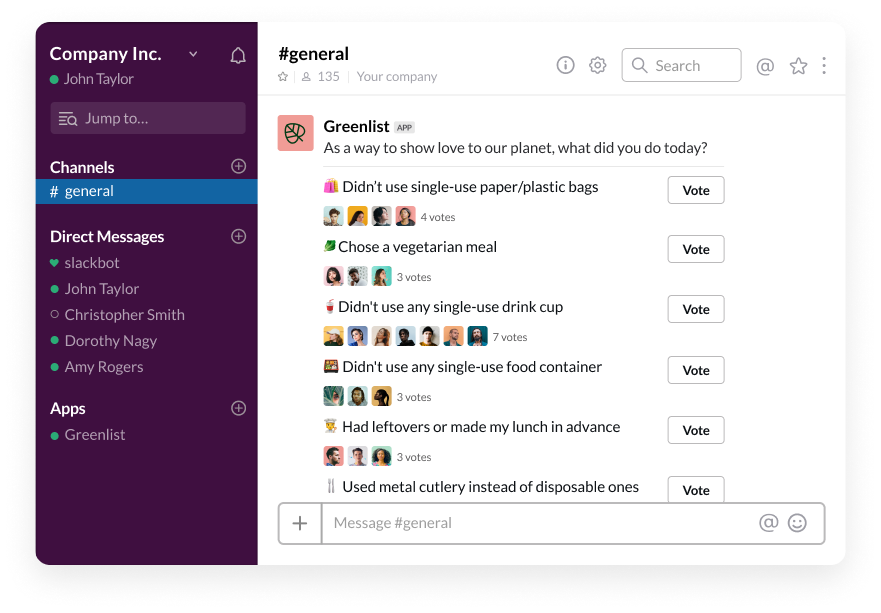 Company Inc.
John Taylor
Jump to...
Channels
# general
Direct Messages
slackbot
John Taylor
Christopher Smith
Dorothy Nagy
Amy Rogers
Apps
Greenlist
#general
135 Your company
Search
@
Greenlist APP
As a way to show love to our planet, what did you do today?
Didn’t use single-use paper/plastic bags Vote
4 votes
Chose a vegetarian meal Vote
3 votes
Didn't use any single-use drink cup Vote
7 votes
Didn't use any single-use food container Vote
3 votes
Had leftovers or made my lunch in advance Vote
3 votes
Used metal cutlery instead of disposable ones Vote
+ Message #general @